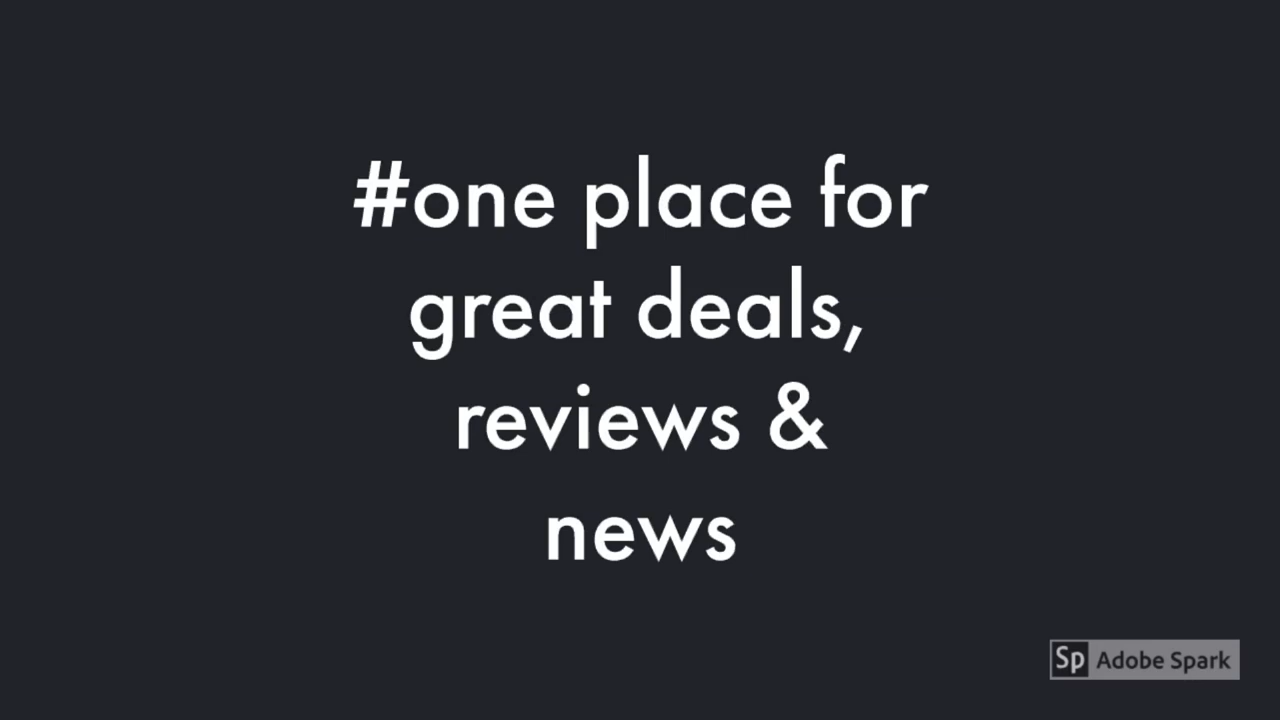 #one place for
great deals,
reviews &
news
Sp Adobe Spark